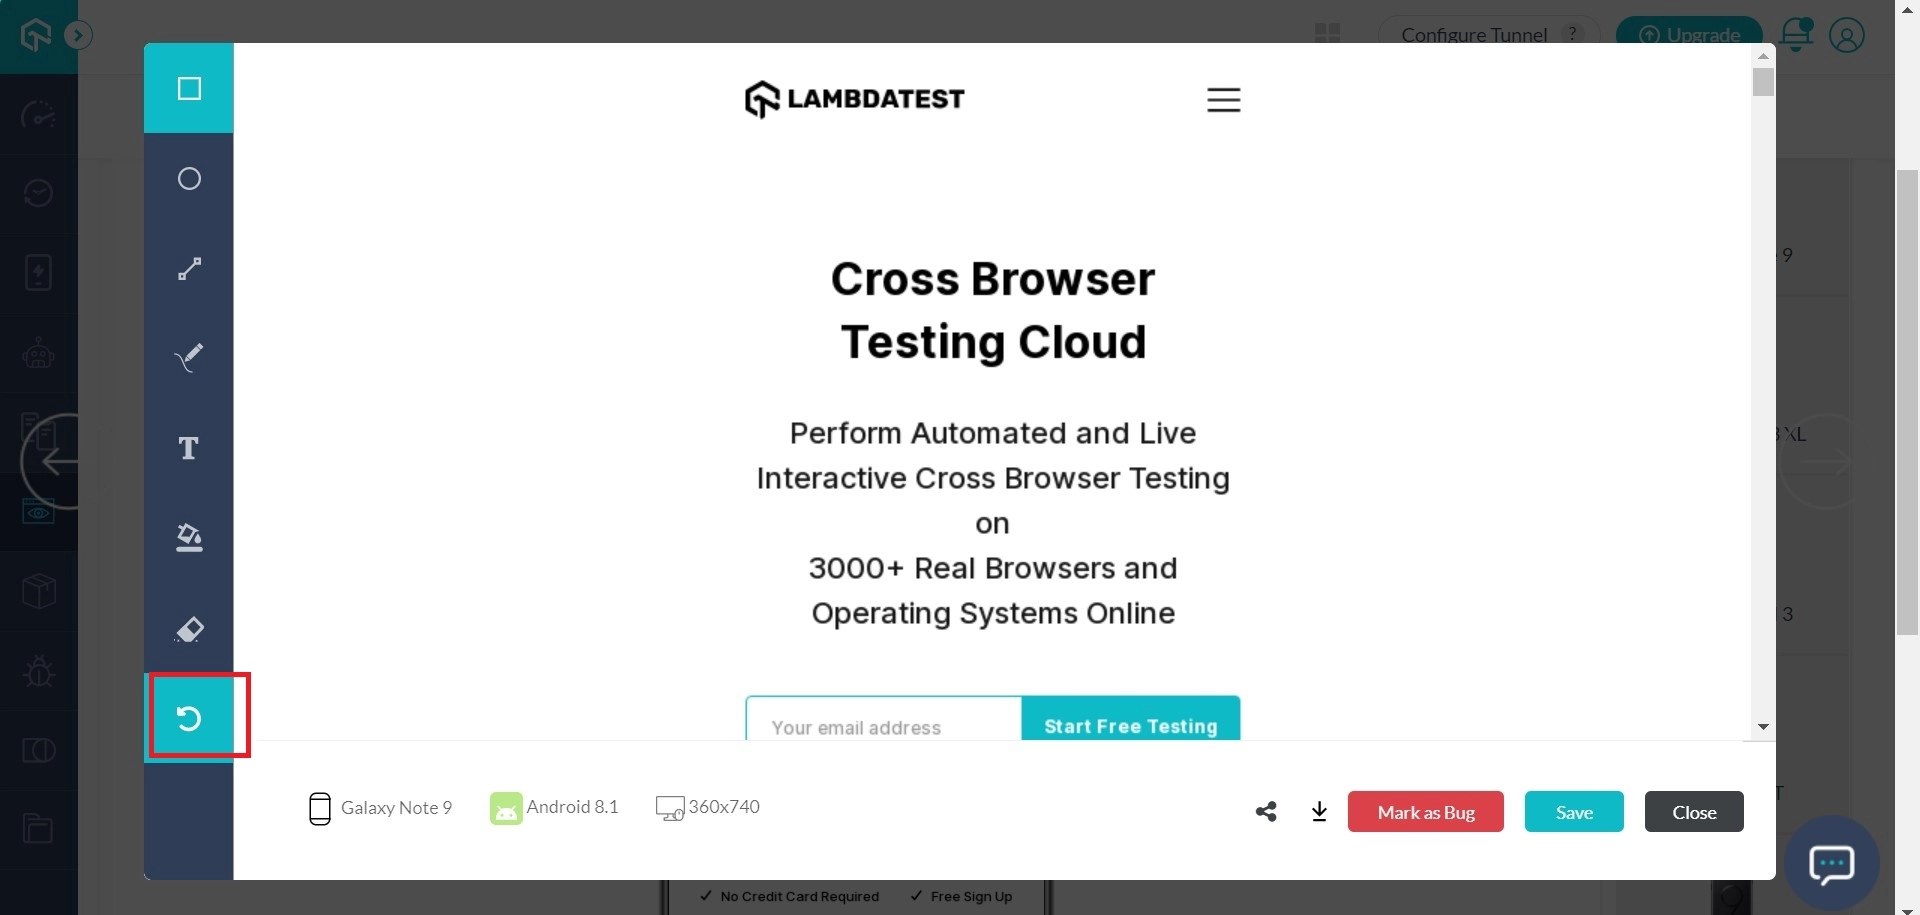 Configure Tunnel ?
Upgrade
LAMBDATEST
Cross Browser
Testing Cloud
Perform Automated and Live
Interactive Cross Browser Testing
on
3000+ Real Browsers and
Operating Systems Online
Your email address
Start Free Testing
T
9
3 XL
3
T
Galaxy Note 9
Android 8.1
360x740
Mark as Bug
Save
Close
No Credit Card Required
Free Sign Up